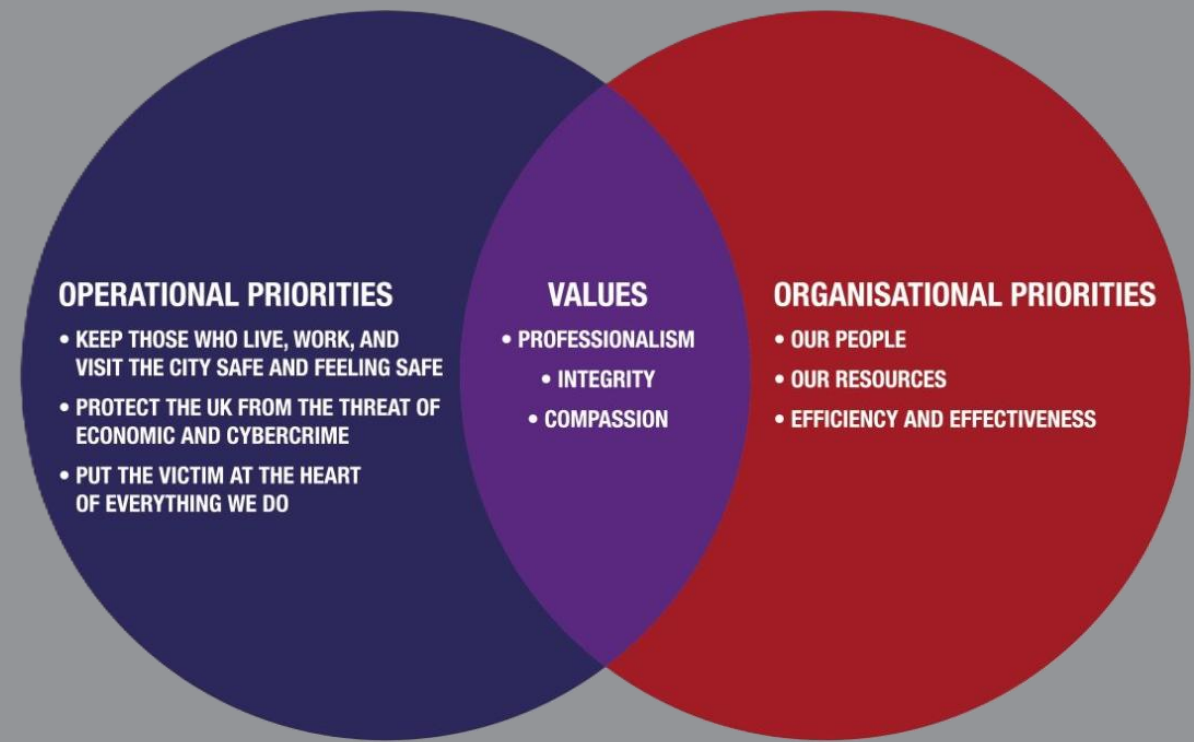 OPERATIONAL PRIORITIES
• KEEP THOSE WHO LIVE, WORK, AND
VISIT THE CITY SAFE AND FEELING SAFE
• PROTECT THE UK FROM THE THREAT OF
ECONOMIC AND CYBERCRIME
• PUT THE VICTIM AT THE HEART
OF EVERYTHING WE DO
VALUES
• PROFESSIONALISM
• INTEGRITY
• COMPASSION
ORGANISATIONAL PRIORITIES
• OUR PEOPLE
• OUR RESOURCES
• EFFICIENCY AND EFFECTIVENESS